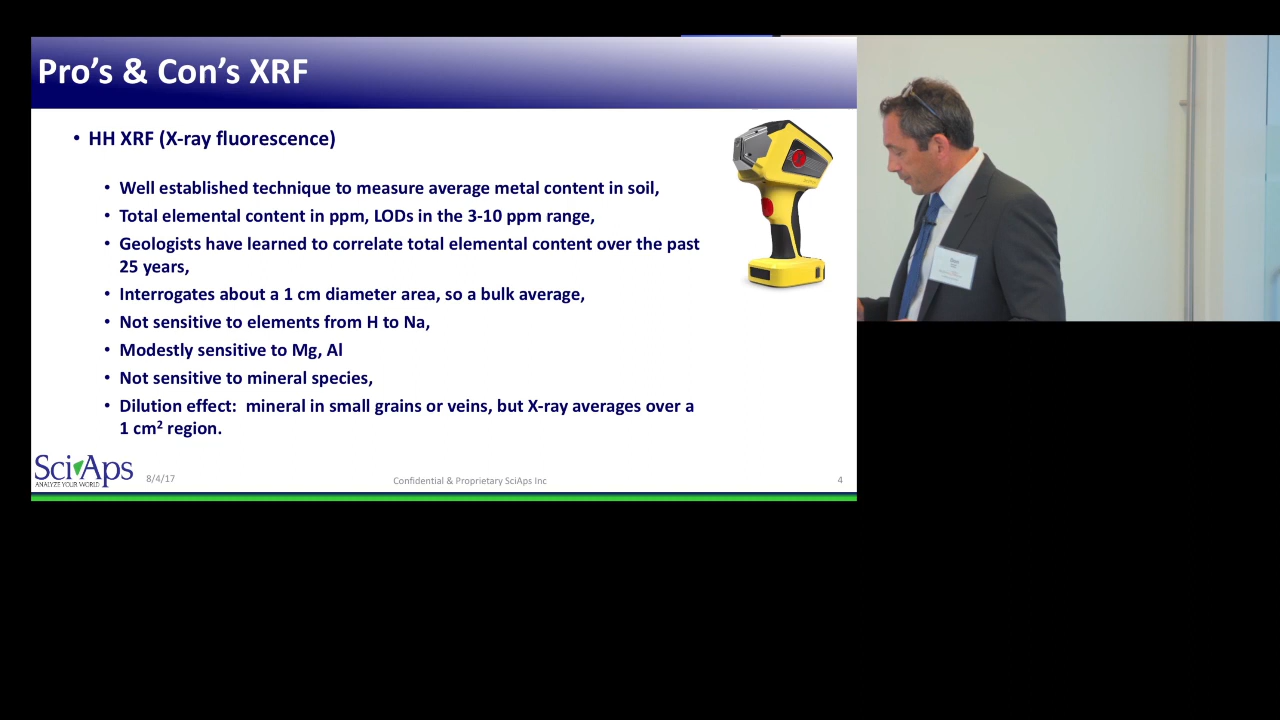 Pro’s & Con’s XRF
• HH XRF (X-ray fluorescence)
• Well established technique to measure average metal content in soil,
• Total elemental content in ppm, LODs in the 3-10 ppm range,
• Geologists have learned to correlate total elemental content over the past
25 years,
• Interrogates about a 1 cm diameter area, so a bulk average,
• Not sensitive to elements from H to Na,
• Modestly sensitive to Mg, Al
• Not sensitive to mineral species,
• Dilution effect:  mineral in small grains or veins, but X-ray averages over a
1 cm² region.
SciAps
ANALYZE YOUR WORLD
8/4/17
Confidential & Proprietary SciAps Inc
4